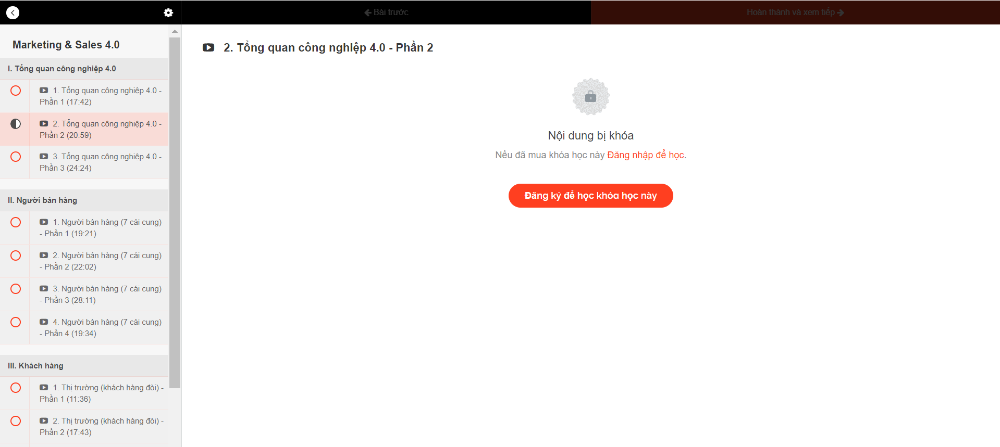 Bài trước
Hoàn thành và xem tiếp
Marketing & Sales 4.0
I. Tổng quan công nghiệp 4.0
1. Tổng quan công nghiệp 4.0 -
Phần 1 (17:42)
2. Tổng quan công nghiệp 4.0 -
Phần 2 (20:59)
3. Tổng quan công nghiệp 4.0 -
Phần 3 (24:24)
II. Người bán hàng
1. Người bán hàng (7 cái cung)
- Phần 1 (19:21)
2. Người bán hàng (7 cái cung)
- Phần 2 (22:02)
3. Người bán hàng (7 cái cung)
- Phần 3 (28:11)
4. Người bán hàng (7 cái cung)
- Phần 4 (19:34)
III. Khách hàng
1. Thị trường (khách hàng đòi) -
Phần 1 (11:36)
2. Thị trường (khách hàng đòi) -
Phần 2 (17:43)
2. Tổng quan công nghiệp 4.0 - Phần 2
Nội dung bị khóa
Nếu đã mua khóa học này Đăng nhập để học.
Đăng ký để học khóa học này